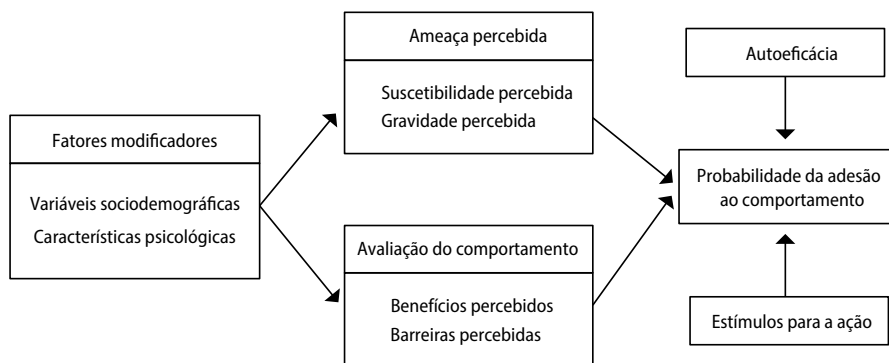 Fatores modificadores
Variáveis sociodemográficas
Características psicológicas
Ameaça percebida
Suscetibilidade percebida
Gravidade percebida
Avaliação do comportamento
Benefícios percebidos
Barreiras percebidas
Autoeficácia
Probabilidade da adesão
ao comportamento
Estímulos para a ação